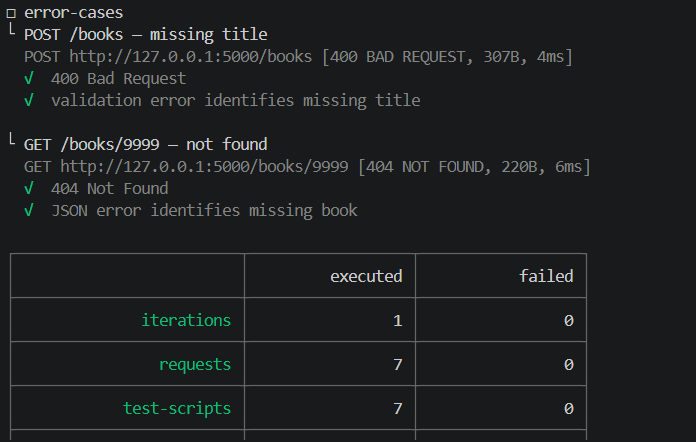 error-cases
POST /books – missing title
POST http://127.0.0.1:5000/books [400 BAD REQUEST, 307B, 4ms]
√ 400 Bad Request
√ validation error identifies missing title
GET /books/9999 – not found
GET http://127.0.0.1:5000/books/9999 [404 NOT FOUND, 220B, 6ms]
√ 404 Not Found
√ JSON error identifies missing book
executed failed
iterations 1 0
requests 7 0
test-scripts 7 0